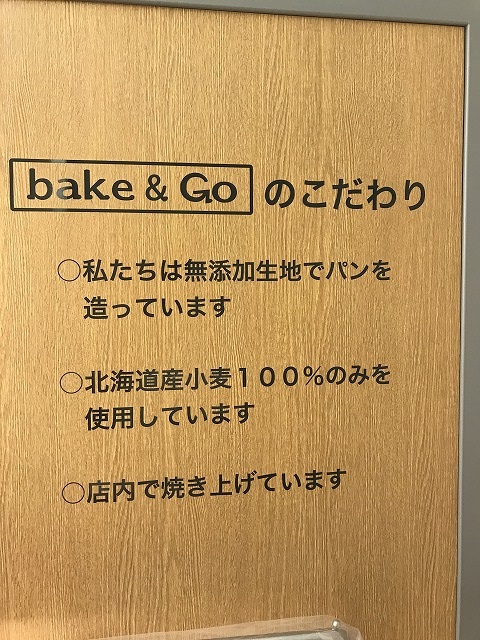 bake & Go のこだわり
○私たちは無添加生地でパンを
造っています
○北海道産小麦１００％のみを
使用しています
○店内で焼き上げています